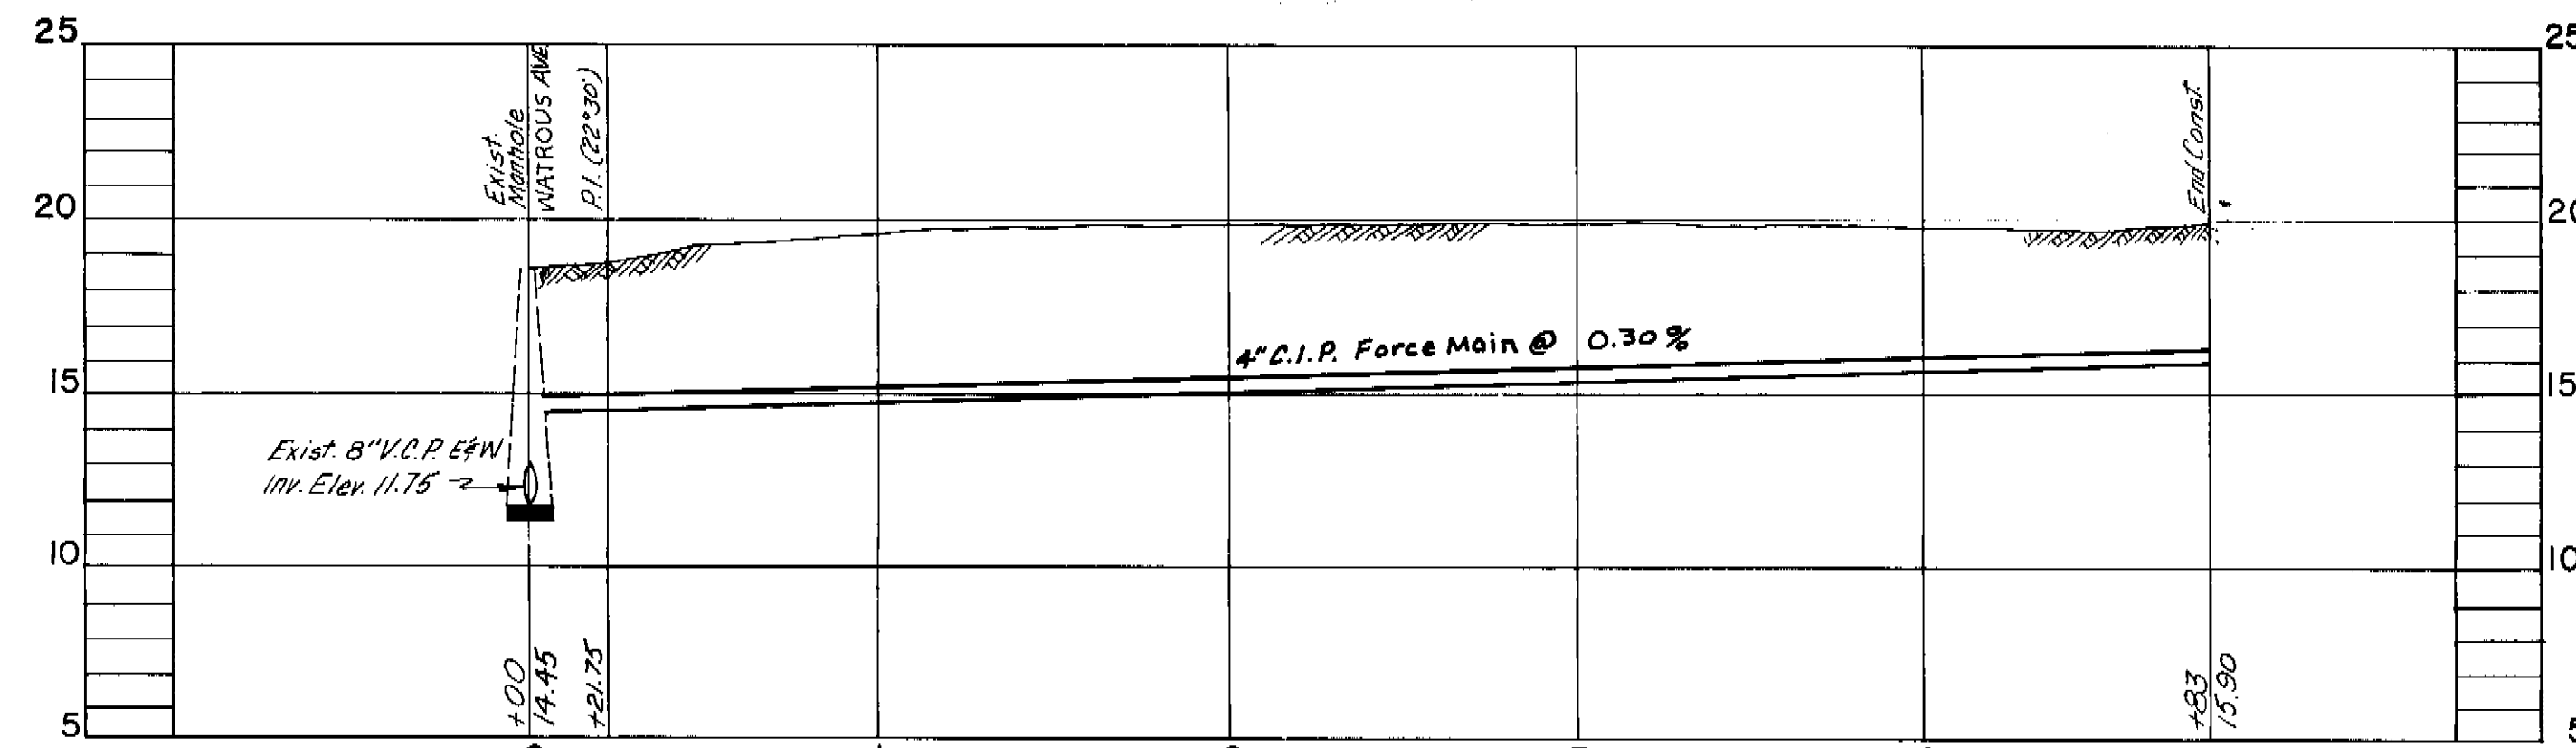 25
25
Exist.
Manhole
WATROUS AVE.
P.I. (22°30')
End Const.
20
20
4" C.I.P. Force Main @ 0.30 %
15
15
Exist. 8" V.C.P. E&W
Inv. Elev. 11.75
10
10
+00
14.45
+21.75
+83
15.90
5
5